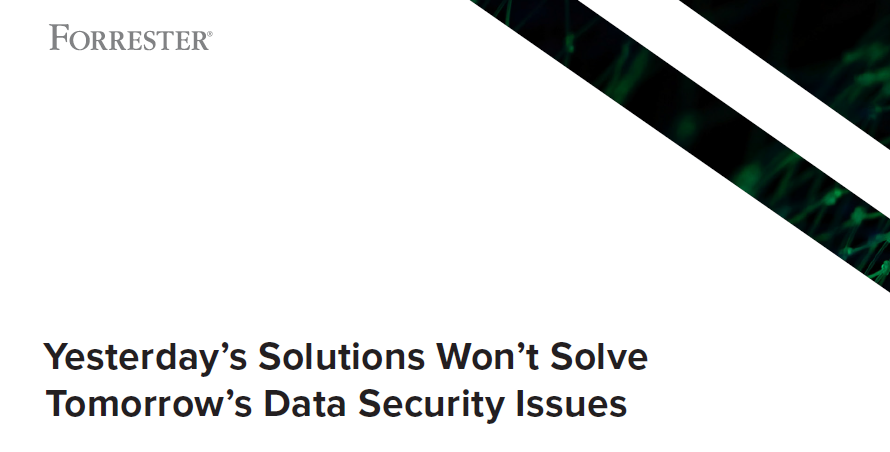 FORRESTER®
Yesterday’s Solutions Won’t Solve
Tomorrow’s Data Security Issues